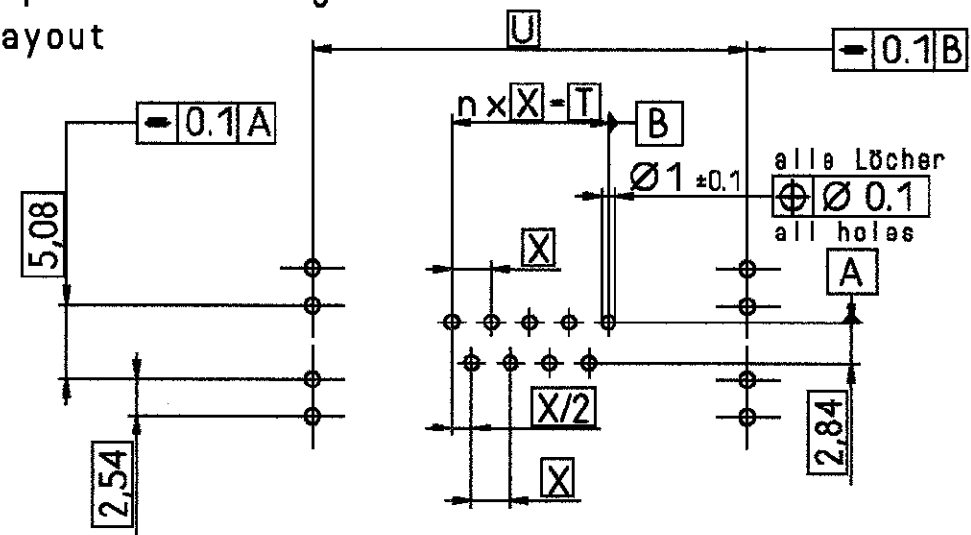 ayout
U
0.1 B
n x X = T
B
0.1 A
Ø 1 ±0.1
alle Löcher
Ø 0.1
all holes
5,08
X
A
X/2
2,84
2,54
X